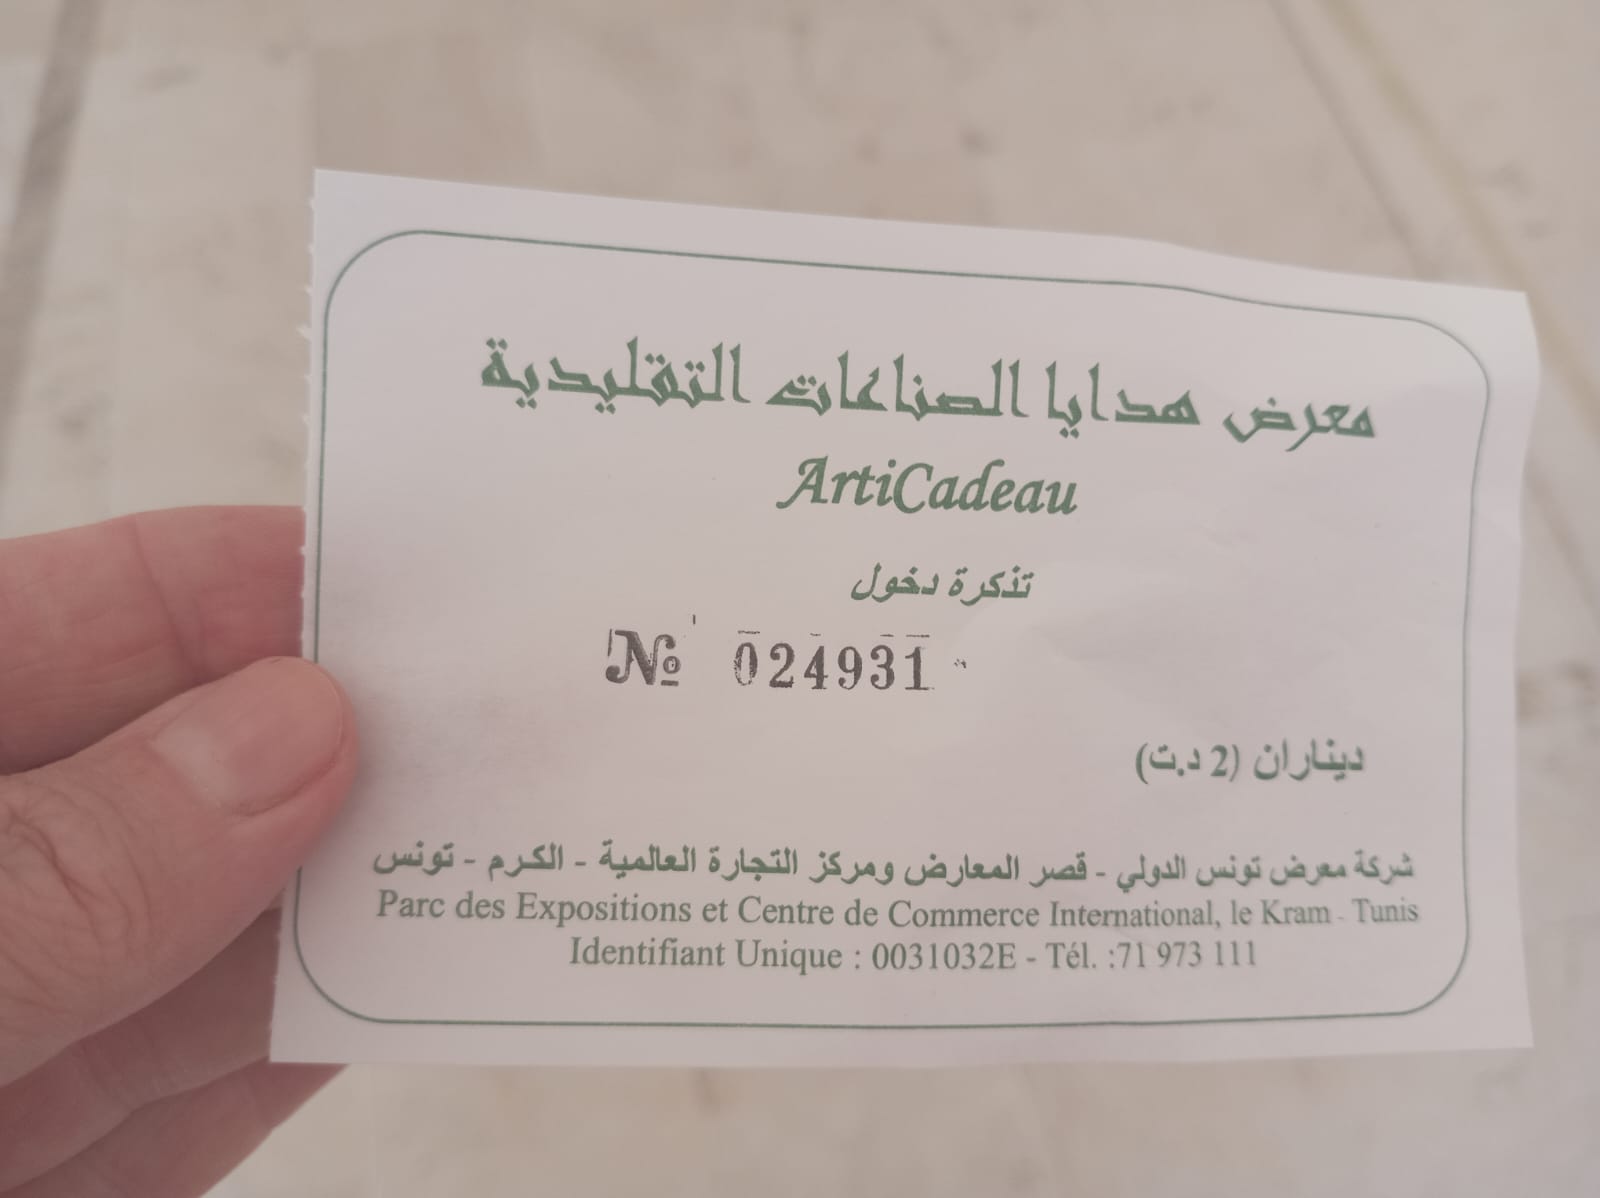 معرض هدايا الصناعات التقليدية
ArtiCadeau
تذكرة دخول
№ 024931
ديناران (2 د.ت)
شركة معرض تونس الدولي - قصر المعارض ومركز التجارة العالمية - الكرم - تونس
Parc des Expositions et Centre de Commerce International, le Kram - Tunis
Identifiant Unique : 0031032E - Tél. :71 973 111